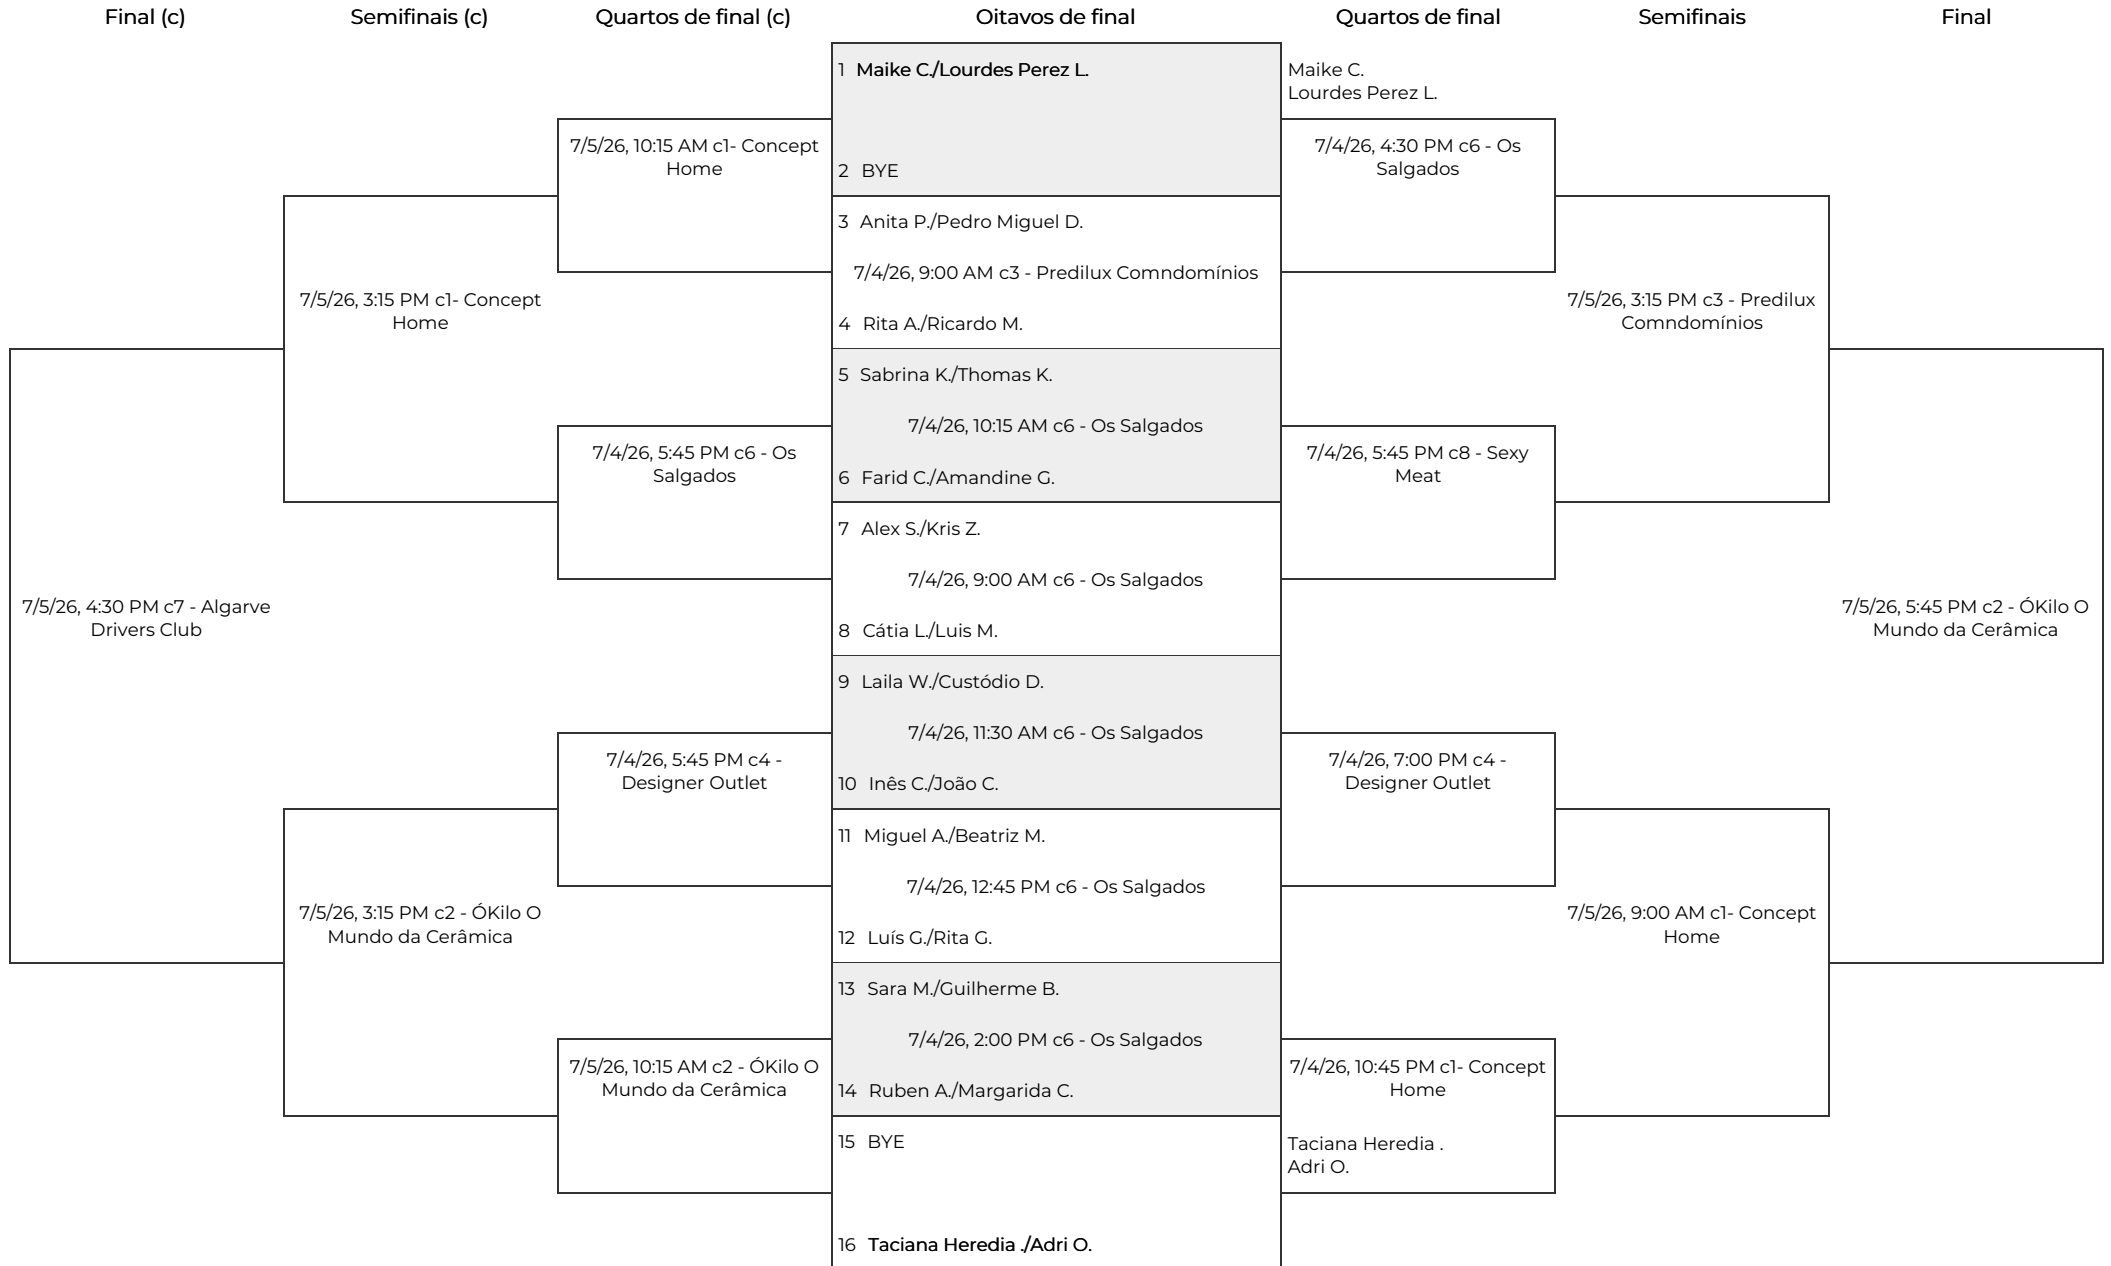 Final (c)
Semifinais (c)
Quartos de final (c)
Oitavos de final
Quartos de final
Semifinais
Final
7/5/26, 4:30 PM c7 - Algarve
Drivers Club
7/5/26, 3:15 PM c1- Concept
Home
7/5/26, 3:15 PM c2 - ÓKilo O
Mundo da Cerâmica
7/5/26, 10:15 AM c1- Concept
Home
7/4/26, 5:45 PM c6 - Os
Salgados
7/4/26, 5:45 PM c4 -
Designer Outlet
7/5/26, 10:15 AM c2 - ÓKilo O
Mundo da Cerâmica
1 Maike C./Lourdes Perez L.
2 BYE
3 Anita P./Pedro Miguel D.
7/4/26, 9:00 AM c3 - Predilux Comndomínios
4 Rita A./Ricardo M.
5 Sabrina K./Thomas K.
7/4/26, 10:15 AM c6 - Os Salgados
6 Farid C./Amandine G.
7 Alex S./Kris Z.
7/4/26, 9:00 AM c6 - Os Salgados
8 Cátia L./Luis M.
9 Laila W./Custódio D.
7/4/26, 11:30 AM c6 - Os Salgados
10 Inês C./João C.
11 Miguel A./Beatriz M.
7/4/26, 12:45 PM c6 - Os Salgados
12 Luís G./Rita G.
13 Sara M./Guilherme B.
7/4/26, 2:00 PM c6 - Os Salgados
14 Ruben A./Margarida C.
15 BYE
16 Taciana Heredia ./Adri O.
Maike C.
Lourdes Perez L.
7/4/26, 4:30 PM c6 - Os
Salgados
7/4/26, 5:45 PM c8 - Sexy
Meat
7/4/26, 7:00 PM c4 -
Designer Outlet
7/4/26, 10:45 PM c1- Concept
Home
Taciana Heredia .
Adri O.
7/5/26, 3:15 PM c3 - Predilux
Comndomínios
7/5/26, 9:00 AM c1- Concept
Home
7/5/26, 5:45 PM c2 - ÓKilo O
Mundo da Cerâmica